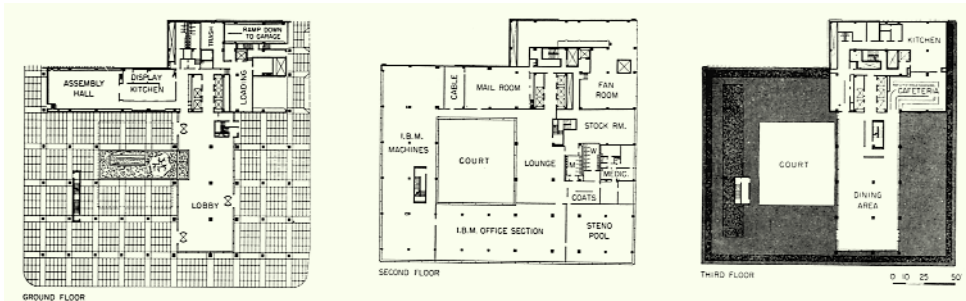 TRASH
RAMP DOWN
TO GARAGE
ASSEMBLY
HALL
DISPLAY
KITCHEN
LOADING
LOBBY
GROUND FLOOR
CABLE
MAIL ROOM
FAN
ROOM
I.B.M.
MACHINES
COURT
LOUNGE
STOCK RM.
M
W
MEDIC.
COATS
I.B.M. OFFICE SECTION
STENO
POOL
SECOND FLOOR
KITCHEN
CAFETERIA
COURT
DINING
AREA
THIRD FLOOR
0 10 25 50'